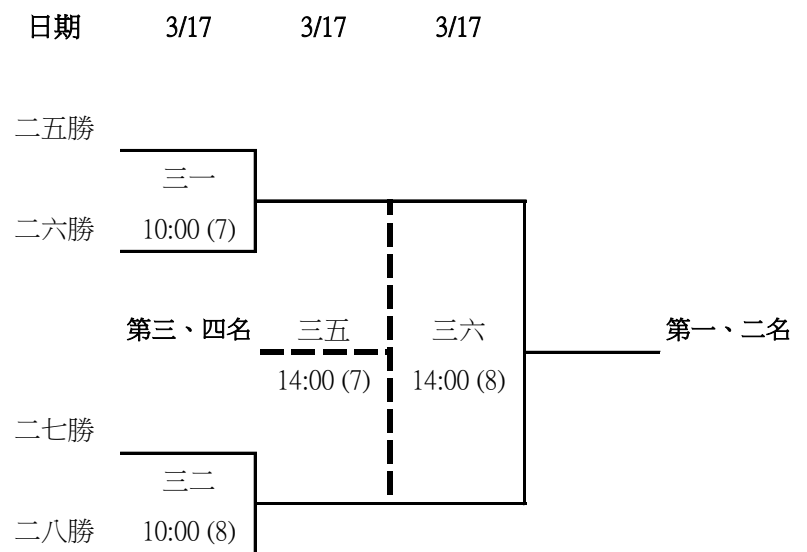 日期 3/17 3/17 3/17
二五勝
三一
二六勝 10:00 (7)
第三、四名 三五 三六 第一、二名
14:00 (7) 14:00 (8)
二七勝
三二
二八勝 10:00 (8)